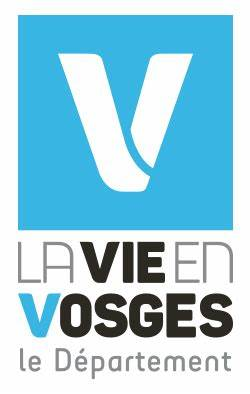 V
LA VIE EN
VOSGES
le Département